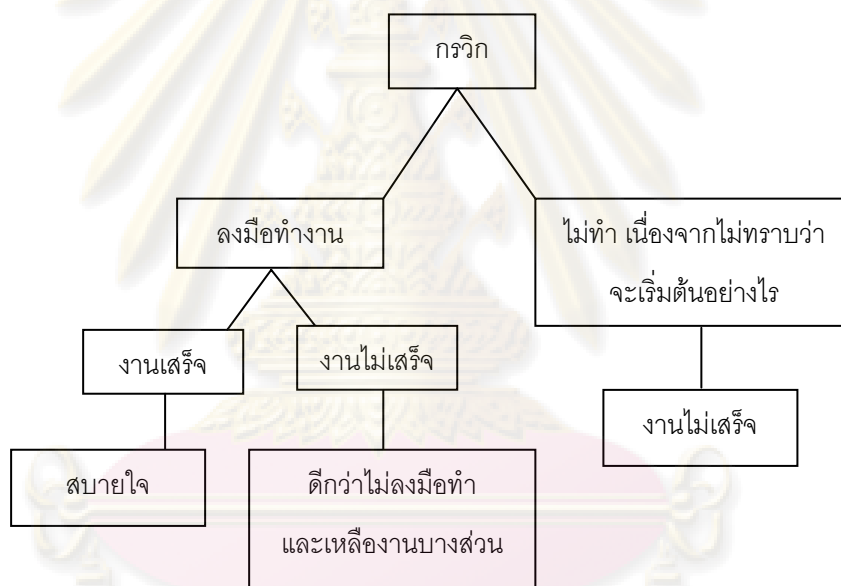 กรวิก
ลงมือทำงาน
ไม่ทำ เนื่องจากไม่ทราบว่า
จะเริ่มต้นอย่างไร
งานเสร็จ
งานไม่เสร็จ
งานไม่เสร็จ
สบายใจ
ดีกว่าไม่ลงมือทำ
และเหลืองานบางส่วน